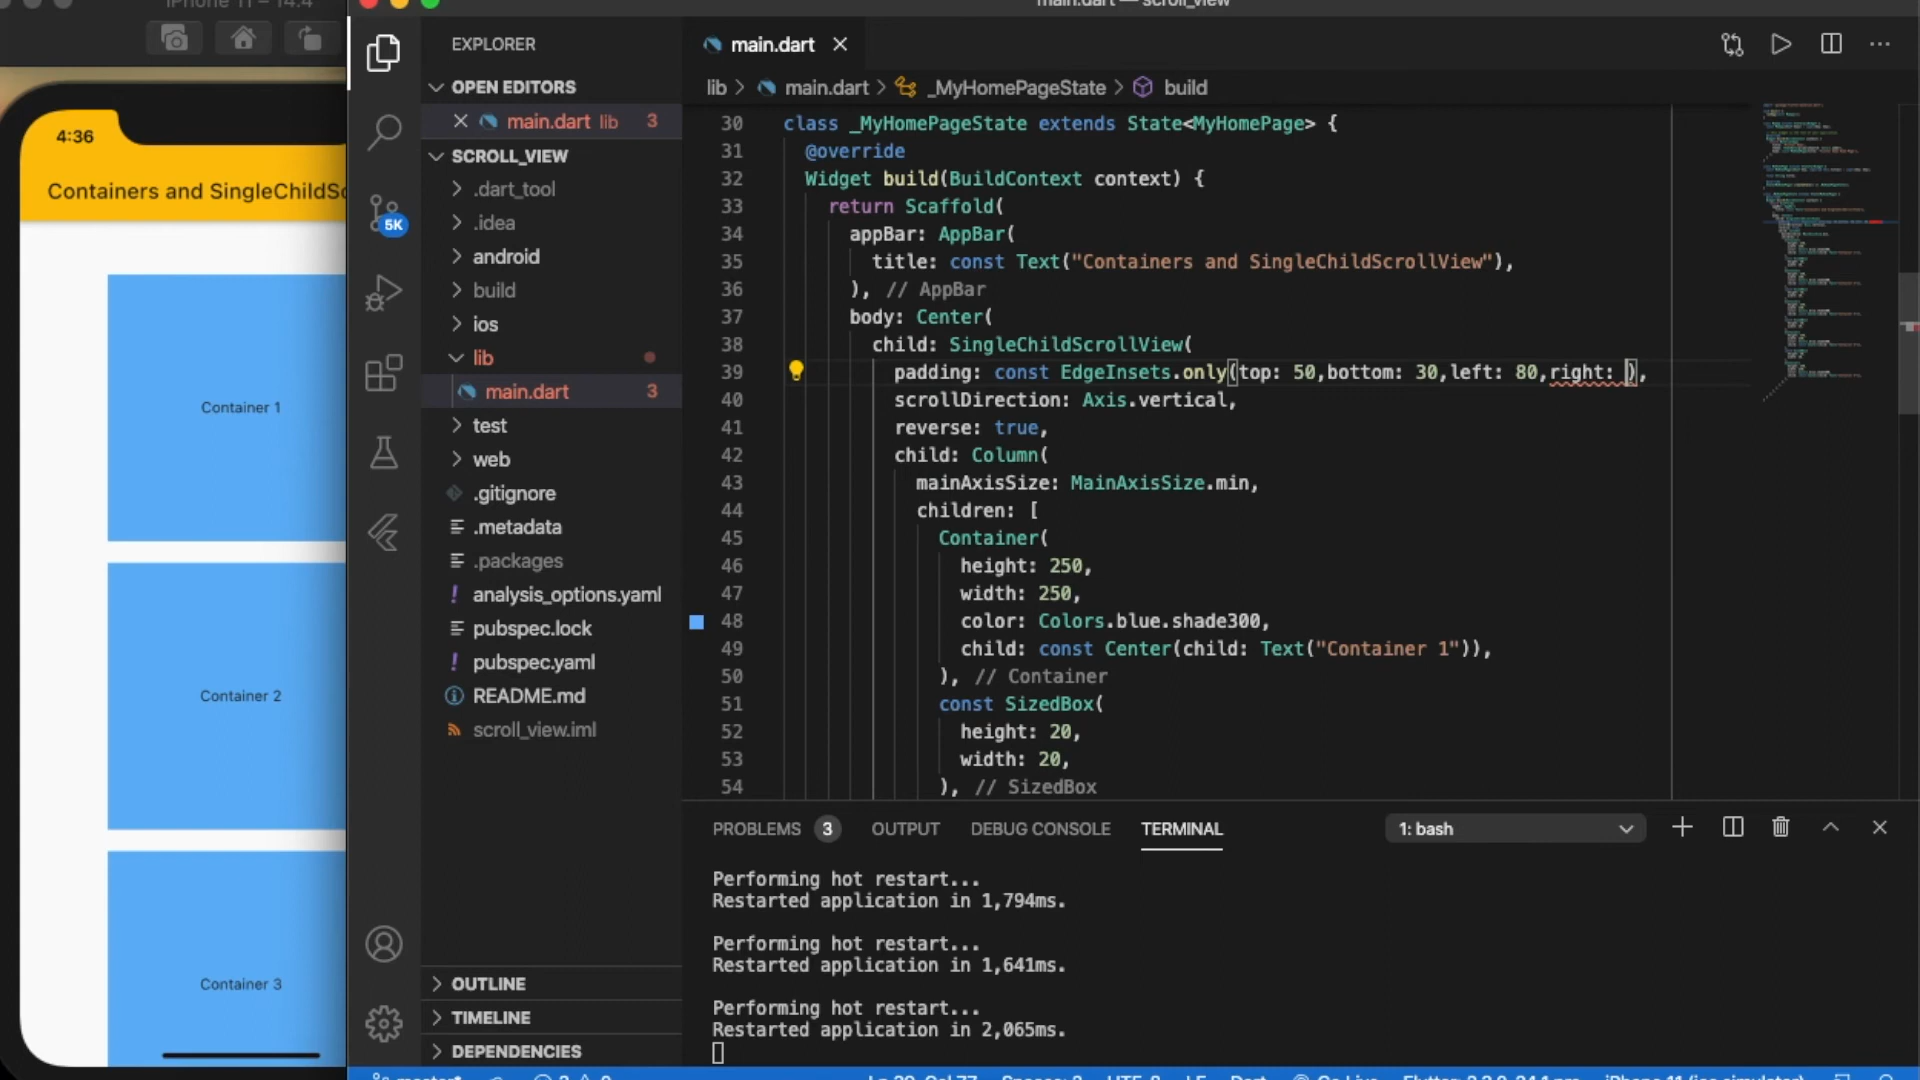 iPhone 11 – 14.4
4:36
Containers and SingleChildSc
Container 1
Container 2
Container 3
main.dart — scroll_view
EXPLORER
OPEN EDITORS
main.dart lib 3
SCROLL_VIEW
.dart_tool
.idea
android
build
ios
lib
main.dart 3
test
web
.gitignore
.metadata
.packages
analysis_options.yaml
pubspec.lock
pubspec.yaml
README.md
scroll_view.iml
OUTLINE
TIMELINE
DEPENDENCIES
5K
main.dart
lib > main.dart > _MyHomePageState > build
30 class _MyHomePageState extends State<MyHomePage> {
31 @override
32 Widget build(BuildContext context) {
33 return Scaffold(
34 appBar: AppBar(
35 title: const Text("Containers and SingleChildScrollView"),
36 ), // AppBar
37 body: Center(
38 child: SingleChildScrollView(
39 padding: const EdgeInsets.only(top: 50,bottom: 30,left: 80,right: ),
40 scrollDirection: Axis.vertical,
41 reverse: true,
42 child: Column(
43 mainAxisSize: MainAxisSize.min,
44 children: [
45 Container(
46 height: 250,
47 width: 250,
48 color: Colors.blue.shade300,
49 child: const Center(child: Text("Container 1")),
50 ), // Container
51 const SizedBox(
52 height: 20,
53 width: 20,
54 ), // SizedBox
PROBLEMS 3 OUTPUT DEBUG CONSOLE TERMINAL 1: bash
Performing hot restart...
Restarted application in 1,794ms.
Performing hot restart...
Restarted application in 1,641ms.
Performing hot restart...
Restarted application in 2,065ms.